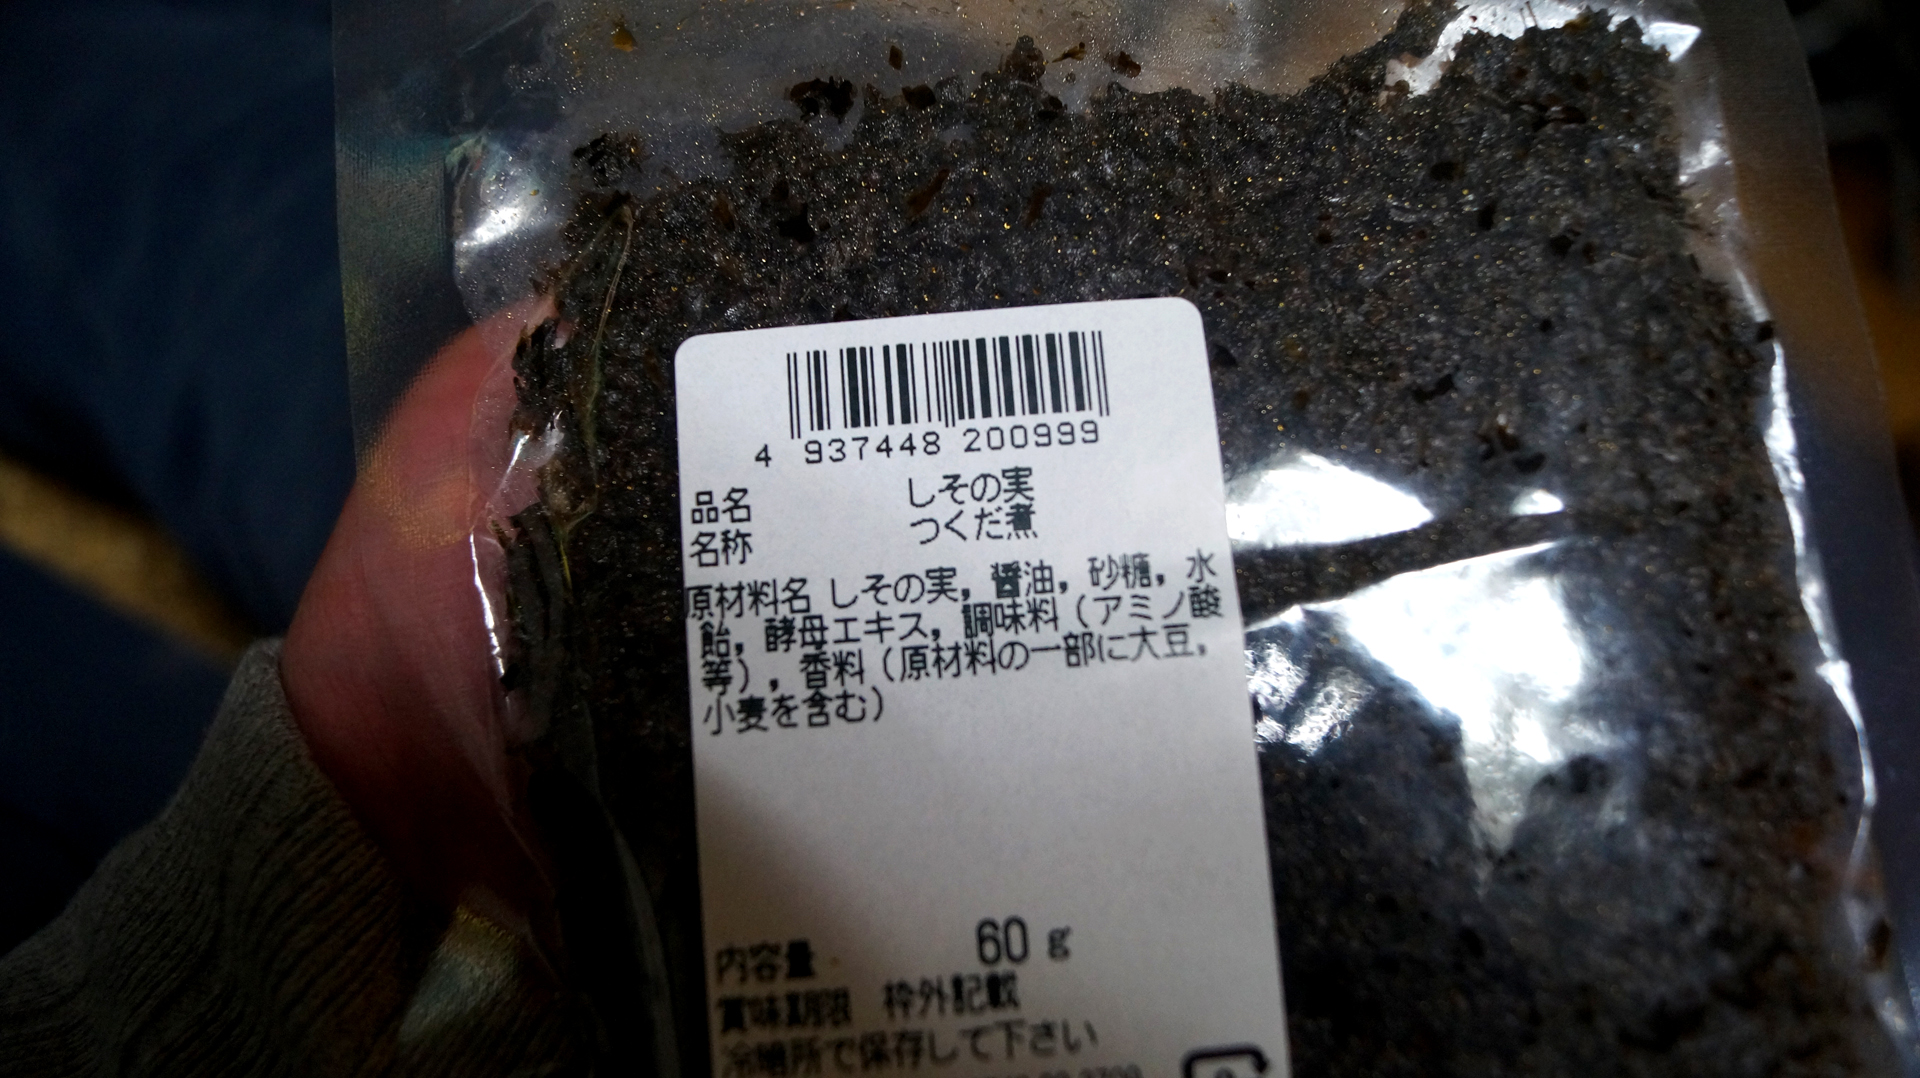 4 937448 200999
品名 しその実
名称 つくだ煮
原材料名 しその実，醤油，砂糖，水
飴，酵母エキス，調味料（アミノ酸
等），香料（原材料の一部に大豆，
小麦を含む）
内容量 60 g
賞味期限 枠外記載
冷暗所で保存して下さい